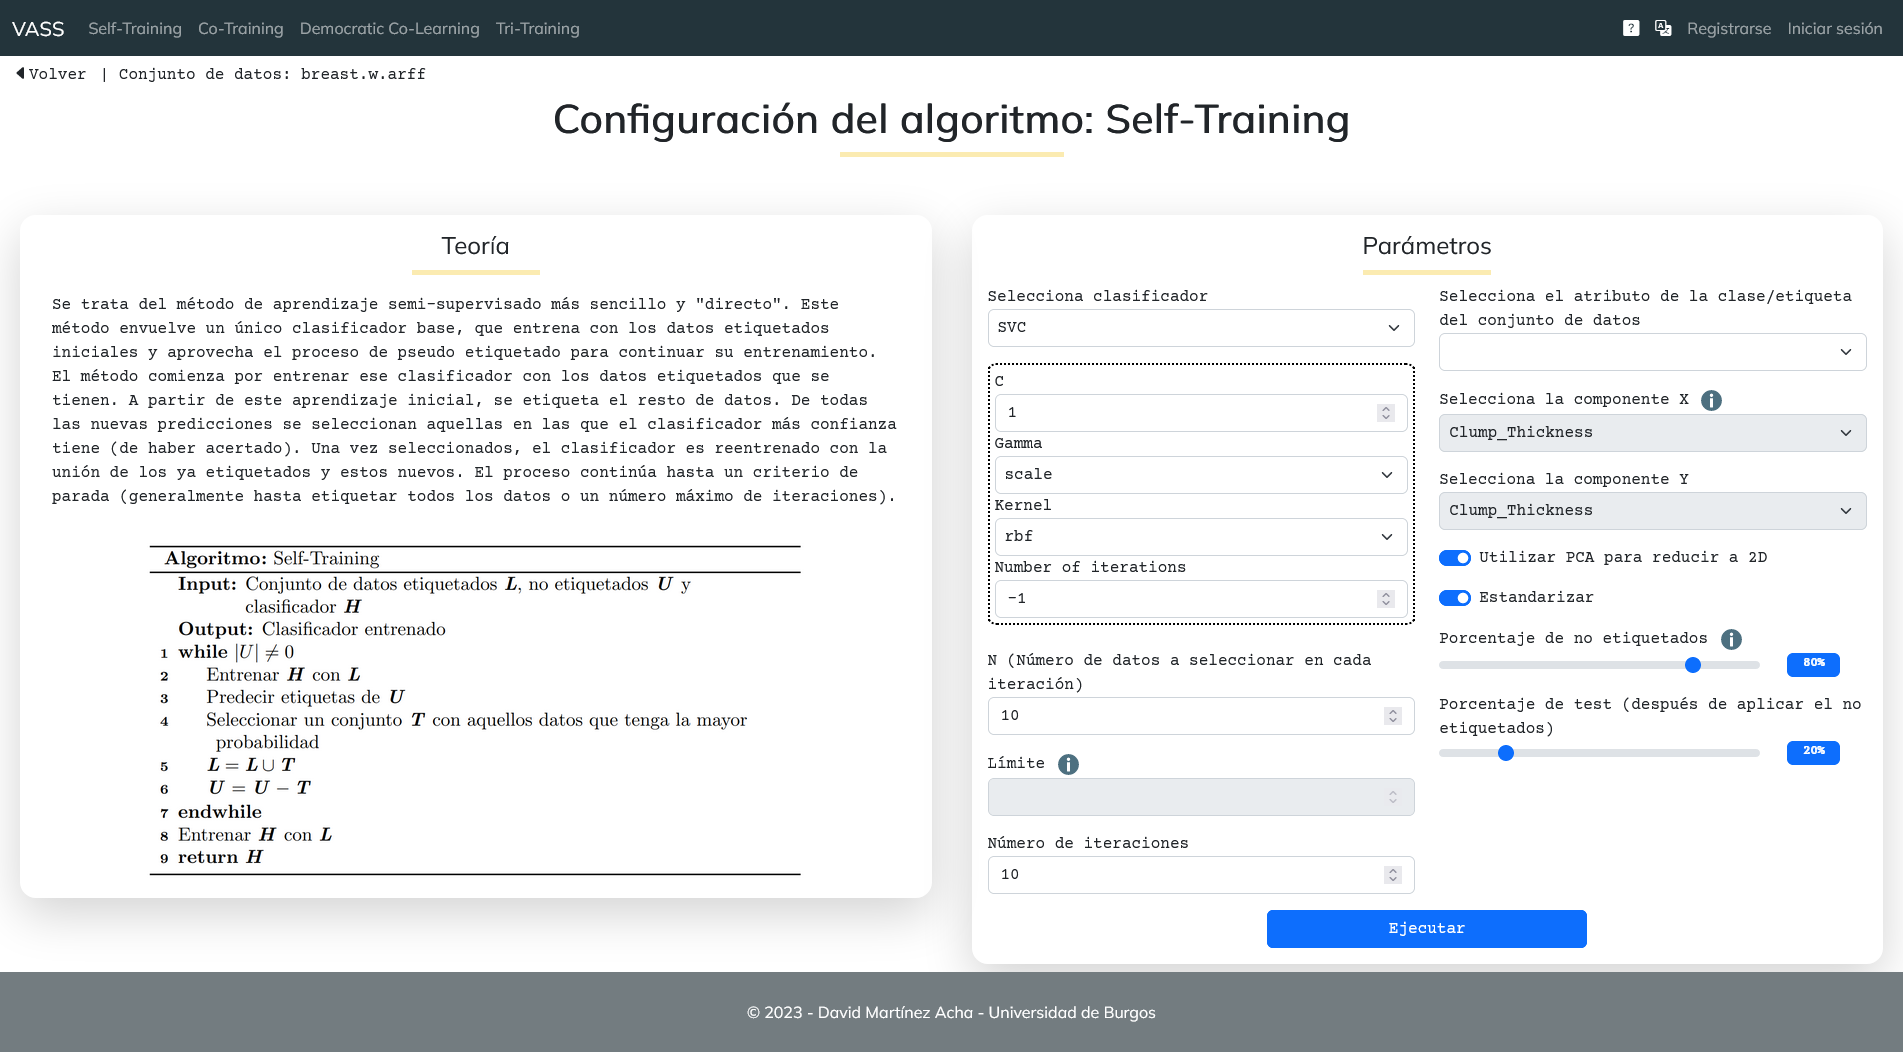 VASS Self-Training Co-Training Democratic Co-Learning Tri-Training ? Registrarse Iniciar sesión
Volver | Conjunto de datos: breast.w.arff
Configuración del algoritmo: Self-Training
Teoría
Se trata del método de aprendizaje semi-supervisado más sencillo y "directo". Este
método envuelve un único clasificador base, que entrena con los datos etiquetados
iniciales y aprovecha el proceso de pseudo etiquetado para continuar su entrenamiento.
El método comienza por entrenar ese clasificador con los datos etiquetados que se
tienen. A partir de este aprendizaje inicial, se etiqueta el resto de datos. De todas
las nuevas predicciones se seleccionan aquellas en las que el clasificador más confianza
tiene (de haber acertado). Una vez seleccionados, el clasificador es reentrenado con la
unión de los ya etiquetados y estos nuevos. El proceso continúa hasta un criterio de
parada (generalmente hasta etiquetar todos los datos o un número máximo de iteraciones).
Algoritmo: Self-Training
Input: Conjunto de datos etiquetados L, no etiquetados U y
clasificador H
Output: Clasificador entrenado
1 while |U| ≠ 0
2 Entrenar H con L
3 Predecir etiquetas de U
4 Seleccionar un conjunto T con aquellos datos que tenga la mayor
probabilidad
5 L = L ∪ T
6 U = U − T
7 endwhile
8 Entrenar H con L
9 return H
Parámetros
Selecciona clasificador
SVC
C
1
Gamma
scale
Kernel
rbf
Number of iterations
-1
N (Número de datos a seleccionar en cada
iteración)
10
Límite
Número de iteraciones
10
Selecciona el atributo de la clase/etiqueta
del conjunto de datos
Selecciona la componente X
Clump_Thickness
Selecciona la componente Y
Clump_Thickness
Utilizar PCA para reducir a 2D
Estandarizar
Porcentaje de no etiquetados
80%
Porcentaje de test (después de aplicar el no
etiquetados)
20%
Ejecutar
© 2023 - David Martínez Acha - Universidad de Burgos